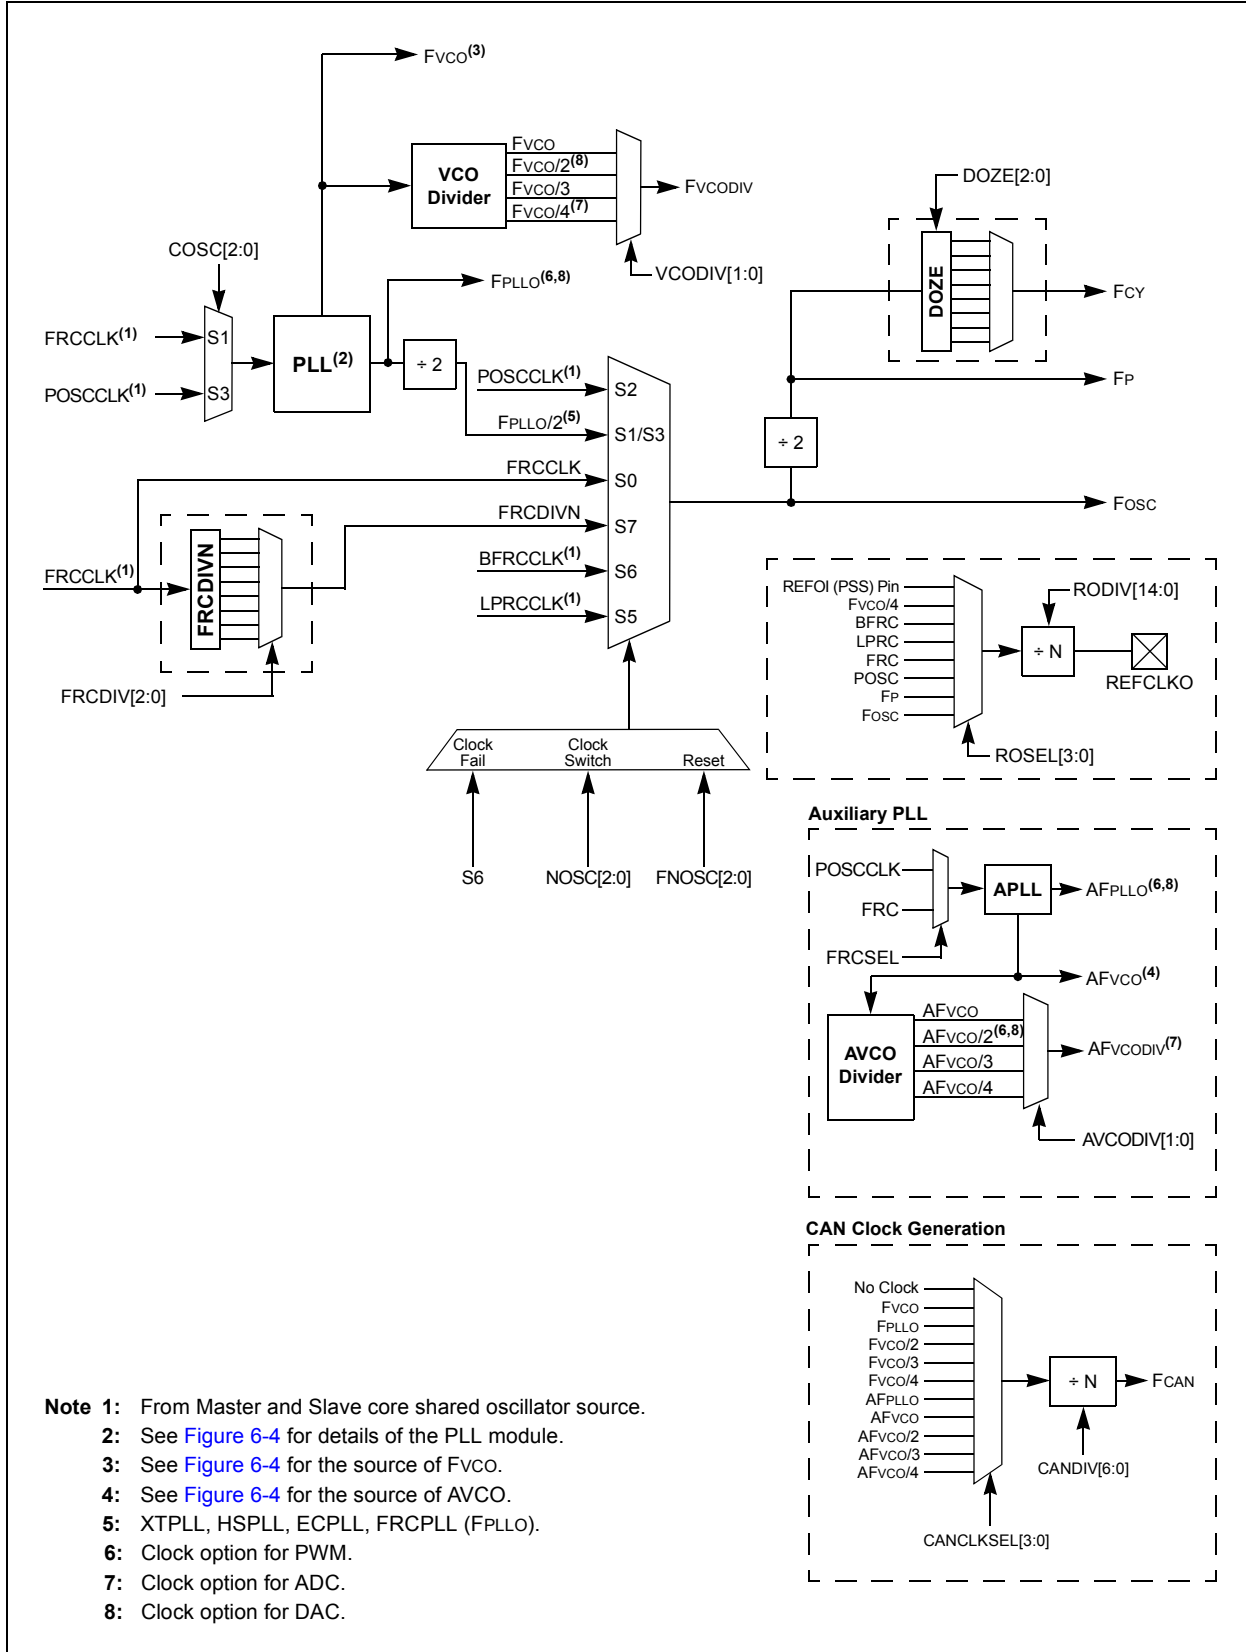 FVCO(3)
VCO
Divider
FVCO
FVCO/2(8)
FVCO/3
FVCO/4(7)
FVCODIV
VCODIV[1:0]
DOZE[2:0]
DOZE
FCY
COSC[2:0]
FPLLO(6,8)
FRCCLK(1)
S1
POSCCLK(1)
S3
PLL(2)
÷ 2
POSCCLK(1)
S2
FPLLO/2(5)
S1/S3
FRCCLK
S0
FRCDIVN
S7
BFRCCLK(1)
S6
LPRCCLK(1)
S5
FP
÷ 2
FOSC
FRCCLK(1)
FRCDIVN
FRCDIV[2:0]
Clock
Fail
Clock
Switch
Reset
S6
NOSC[2:0]
FNOSC[2:0]
REFOI (PSS) Pin
FVCO/4
BFRC
LPRC
FRC
POSC
FP
FOSC
RODIV[14:0]
÷ N
REFCLKO
ROSEL[3:0]
Auxiliary PLL
POSCCLK
FRC
FRCSEL
APLL
AFPLLO(6,8)
AFVCO(4)
AVCO
Divider
AFVCO
AFVCO/2(6,8)
AFVCO/3
AFVCO/4
AFVCODIV(7)
AVCODIV[1:0]
CAN Clock Generation
No Clock
FVCO
FPLLO
FVCO/2
FVCO/3
FVCO/4
AFPLLO
AFVCO
AFVCO/2
AFVCO/3
AFVCO/4
÷ N
FCAN
CANDIV[6:0]
CANCLKSEL[3:0]
Note 1: From Master and Slave core shared oscillator source.
2: See Figure 6-4 for details of the PLL module.
3: See Figure 6-4 for the source of FVCO.
4: See Figure 6-4 for the source of AVCO.
5: XTPLL, HSPLL, ECPLL, FRCPLL (FPLLO).
6: Clock option for PWM.
7: Clock option for ADC.
8: Clock option for DAC.